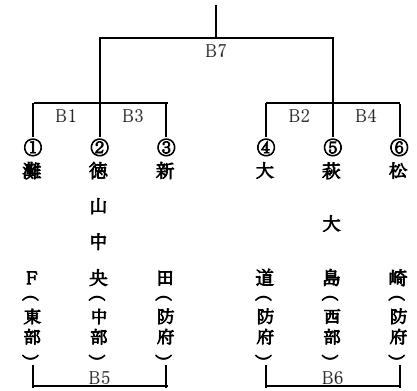 B7
B1 B3 B2 B4
① ② ③ ④ ⑤ ⑥
灘F(東部)
徳山中央(中部)
新田(防府)
大道(防府)
萩大島(西部)
松崎(防府)
B5 B6